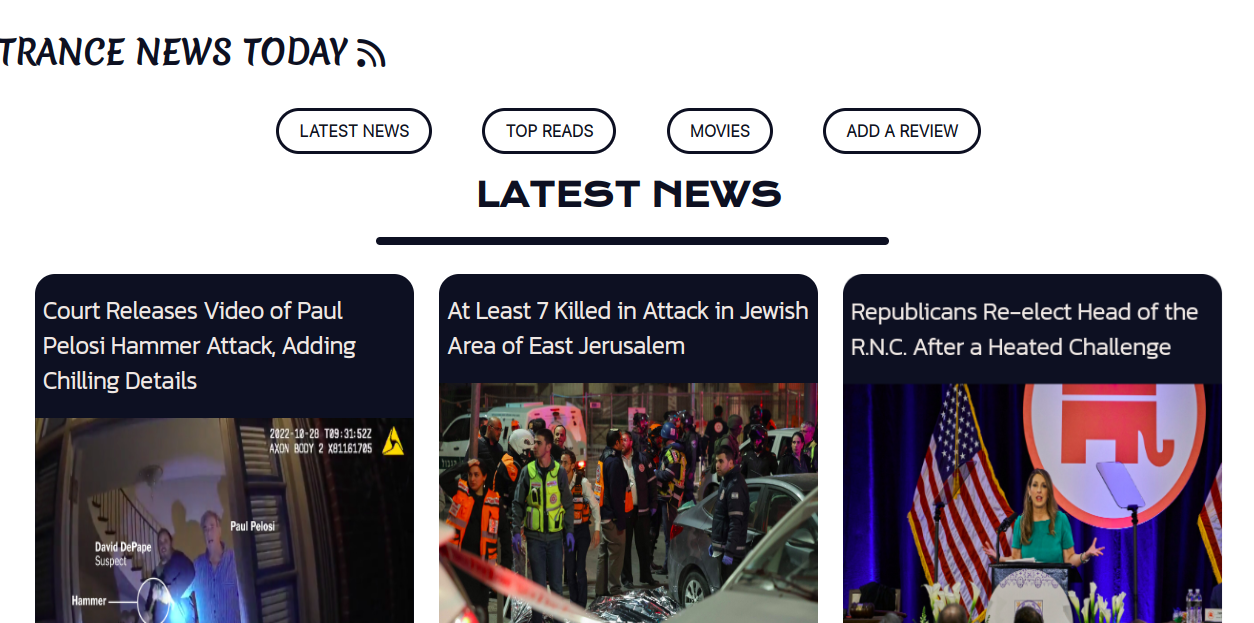 TRANCE NEWS TODAY
LATEST NEWS
TOP READS
MOVIES
ADD A REVIEW
LATEST NEWS
Court Releases Video of Paul
Pelosi Hammer Attack, Adding
Chilling Details
2022-10-28 T09:31:52Z
AXON BODY 2 X81161705
Paul Pelosi
David DePape
Suspect
Hammer
At Least 7 Killed in Attack in Jewish
Area of East Jerusalem
Republicans Re-elect Head of the
R.N.C. After a Heated Challenge